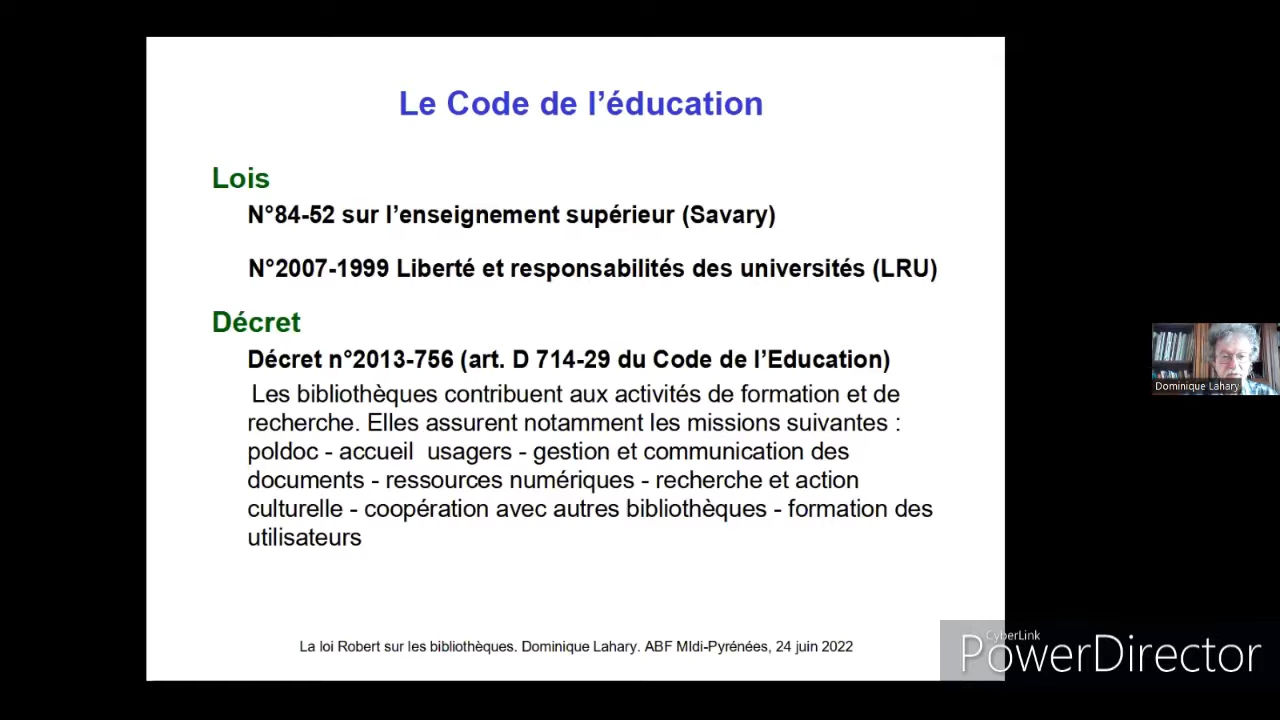 Le Code de l'éducation
Lois
N°84-52 sur l'enseignement supérieur (Savary)
N°2007-1999 Liberté et responsabilités des universités (LRU)
Décret
Décret n°2013-756 (art. D 714-29 du Code de l'Education)
Les bibliothèques contribuent aux activités de formation et de
recherche. Elles assurent notamment les missions suivantes :
poldoc - accueil  usagers - gestion et communication des
documents - ressources numériques - recherche et action
culturelle - coopération avec autres bibliothèques - formation des
utilisateurs
La loi Robert sur les bibliothèques. Dominique Lahary. ABF MIdi-Pyrénées, 24 juin 2022
Dominique Lahary
CyberLink
PowerDirector